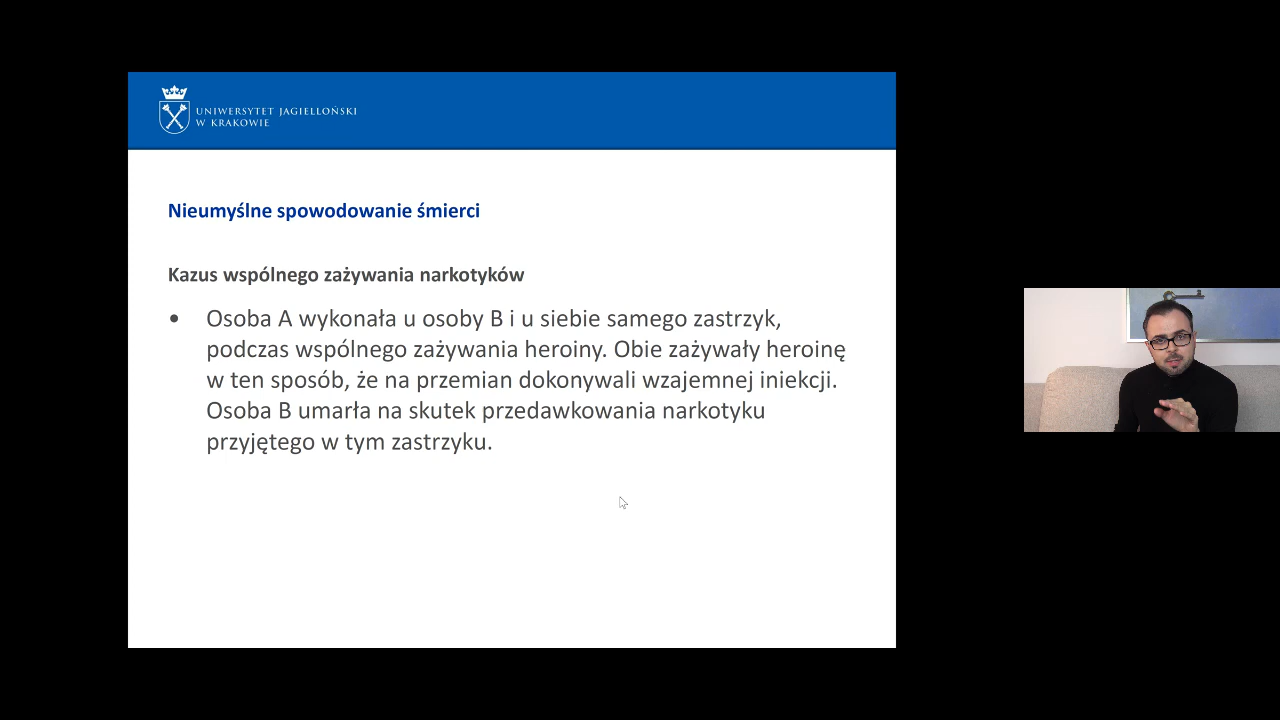 UNIWERSYTET JAGIELLOŃSKI
W KRAKOWIE
Nieumyślne spowodowanie śmierci
Kazus wspólnego zażywania narkotyków
• Osoba A wykonała u osoby B i u siebie samego zastrzyk,
podczas wspólnego zażywania heroiny. Obie zażywały heroinę
w ten sposób, że na przemian dokonywali wzajemnej iniekcji.
Osoba B umarła na skutek przedawkowania narkotyku
przyjętego w tym zastrzyku.